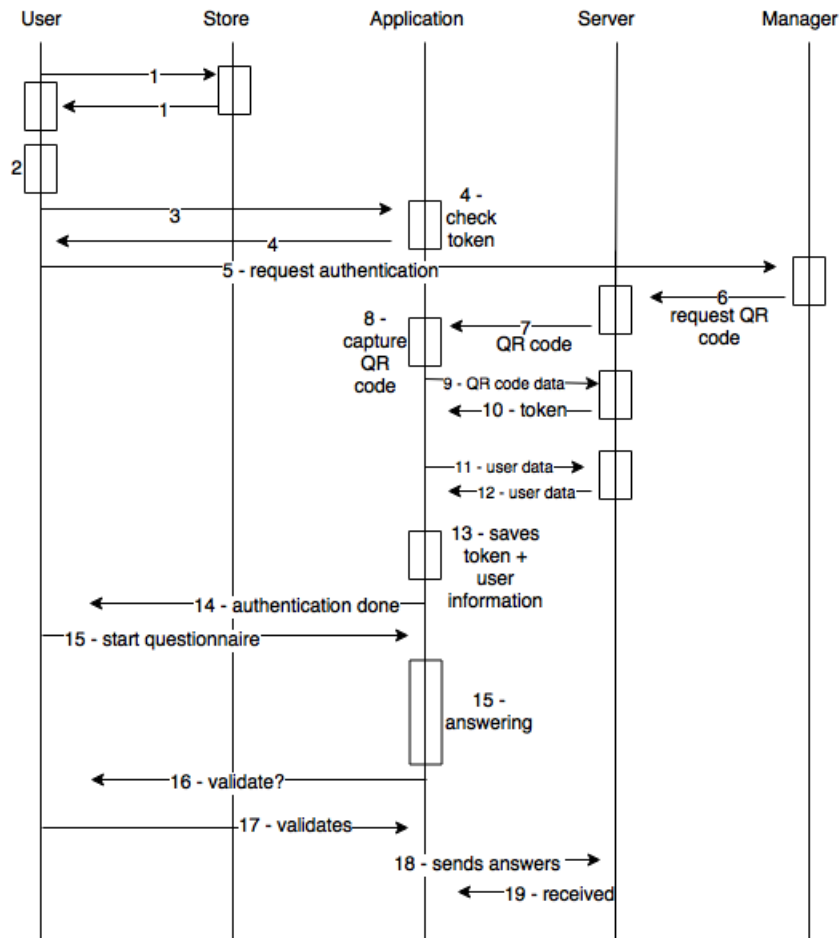 User Store Application Server Manager
1
1
2
3
4 -
check
token
4
5 - request authentication
6
request QR
code
7
QR code
8 -
capture
QR
code
9 - QR code data
10 - token
11 - user data
12 - user data
13 - saves
token +
user
information
14 - authentication done
15 - start questionnaire
15 -
answering
16 - validate?
17 - validates
18 - sends answers
19 - received